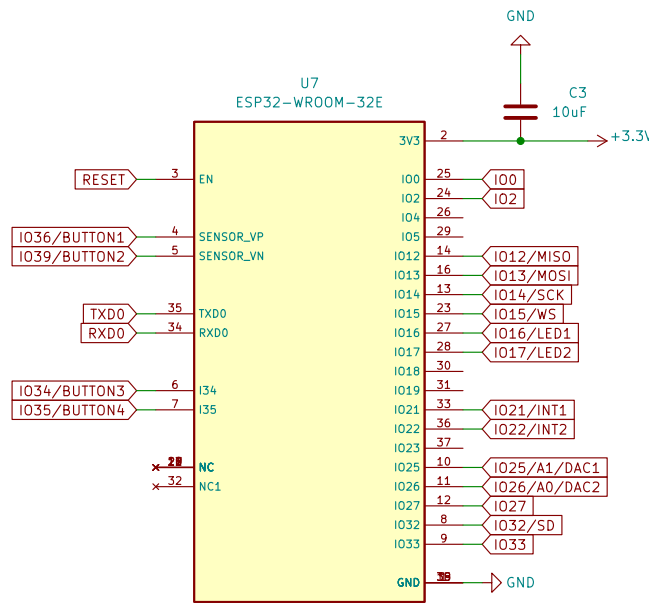 GND
U7
ESP32-WROOM-32E
C3
10uF
3V3 2 +3.3V
RESET 3 EN
25 IO0 IO0
24 IO2 IO2
26 IO4
IO36/BUTTON1 4 SENSOR_VP
29 IO5
IO39/BUTTON2 5 SENSOR_VN
IO12 14 IO12/MISO
IO13 16 IO13/MOSI
IO14 13 IO14/SCK
TXD0 35 TXD0
IO15 23 IO15/WS
RXD0 34 RXD0
IO16 27 IO16/LED1
IO17 28 IO17/LED2
IO18 30
IO34/BUTTON3 6 I34
IO19 31
IO35/BUTTON4 7 I35
IO21 33 IO21/INT1
IO22 36 IO22/INT2
IO23 37
NC
IO25 10 IO25/A1/DAC1
32 NC1
IO26 11 IO26/A0/DAC2
IO27 12 IO27
IO32 8 IO32/SD
IO33 9 IO33
GND GND